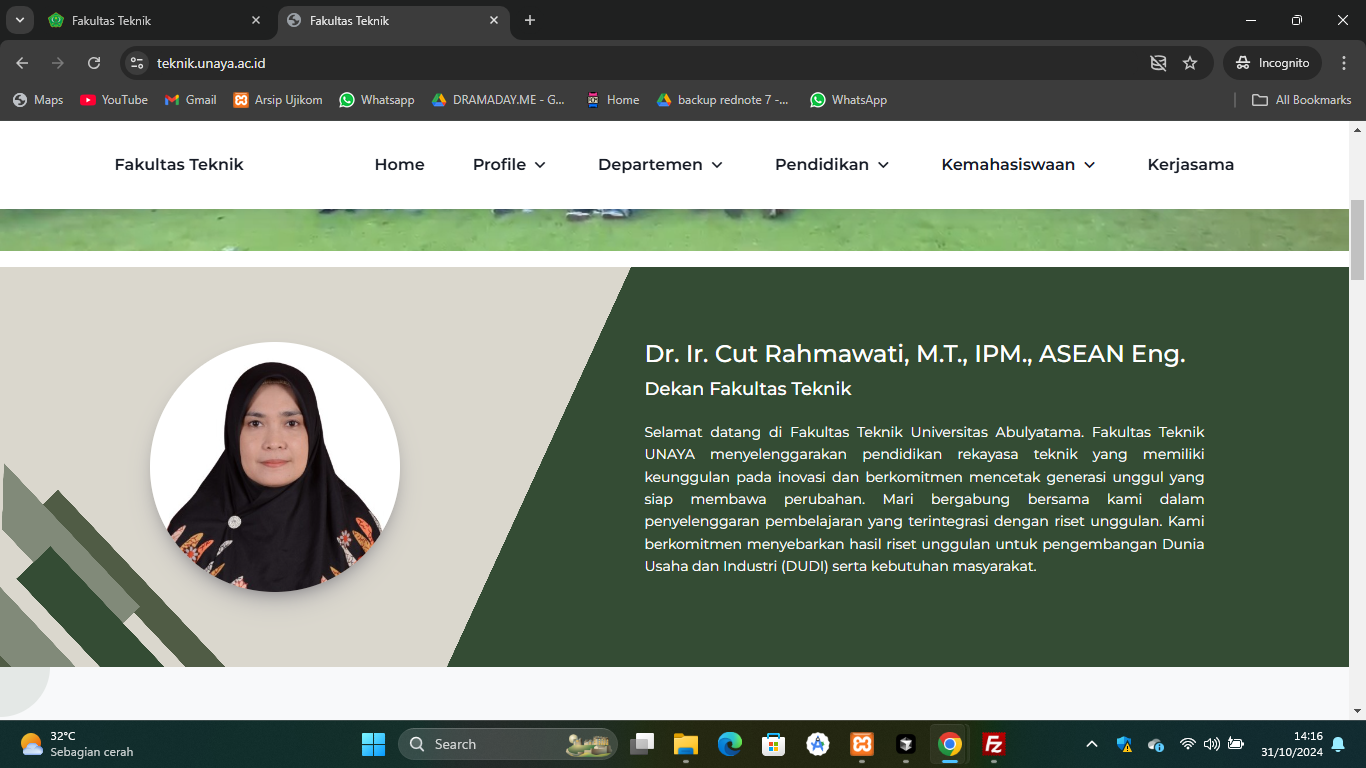 Fakultas Teknik
Fakultas Teknik
teknik.unaya.ac.id
Incognito
Maps
YouTube
Gmail
Arsip Ujikom
Whatsapp
DRAMADAY.ME - G...
Home
backup rednote 7 -...
WhatsApp
All Bookmarks
Fakultas Teknik
Home
Profile
Departemen
Pendidikan
Kemahasiswaan
Kerjasama
Dr. Ir. Cut Rahmawati, M.T., IPM., ASEAN Eng.
Dekan Fakultas Teknik
Selamat datang di Fakultas Teknik Universitas Abulyatama. Fakultas Teknik
UNAYA menyelenggarakan pendidikan rekayasa teknik yang memiliki
keunggulan pada inovasi dan berkomitmen mencetak generasi unggul yang
siap membawa perubahan. Mari bergabung bersama kami dalam
penyelenggaran pembelajaran yang terintegrasi dengan riset unggulan. Kami
berkomitmen menyebarkan hasil riset unggulan untuk pengembangan Dunia
Usaha dan Industri (DUDI) serta kebutuhan masyarakat.
32°C
Sebagian cerah
Search
14:16
31/10/2024